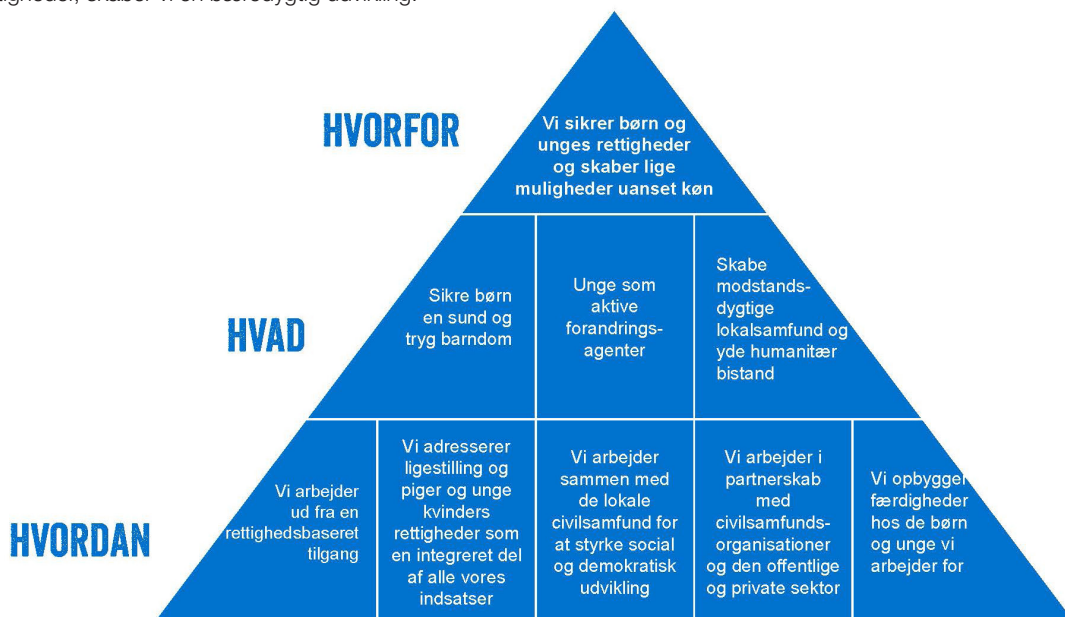 skaber vi en bæredygtig udvikling.
HVORFOR
Vi sikrer børn og
unges rettigheder
og skaber lige
muligheder uanset køn
HVAD
Sikre børn
en sund og
tryg barndom
Unge som
aktive
forandrings-
agenter
Skabe
modstands-
dygtige
lokalsamfund og
yde humanitær
bistand
HVORDAN
Vi arbejder
ud fra en
rettighedsbaseret
tilgang
Vi adresserer
ligestilling og
piger og unge
kvinders
rettigheder som
en integreret del
af alle vores
indsatser
Vi arbejder
sammen med
de lokale
civilsamfund for
at styrke social
og demokratisk
udvikling
Vi arbejder i
partnerskab
med
civilsamfunds-
organisationer
og den offentlige
og private sektor
Vi opbygger
færdigheder
hos de børn
og unge vi
arbejder for